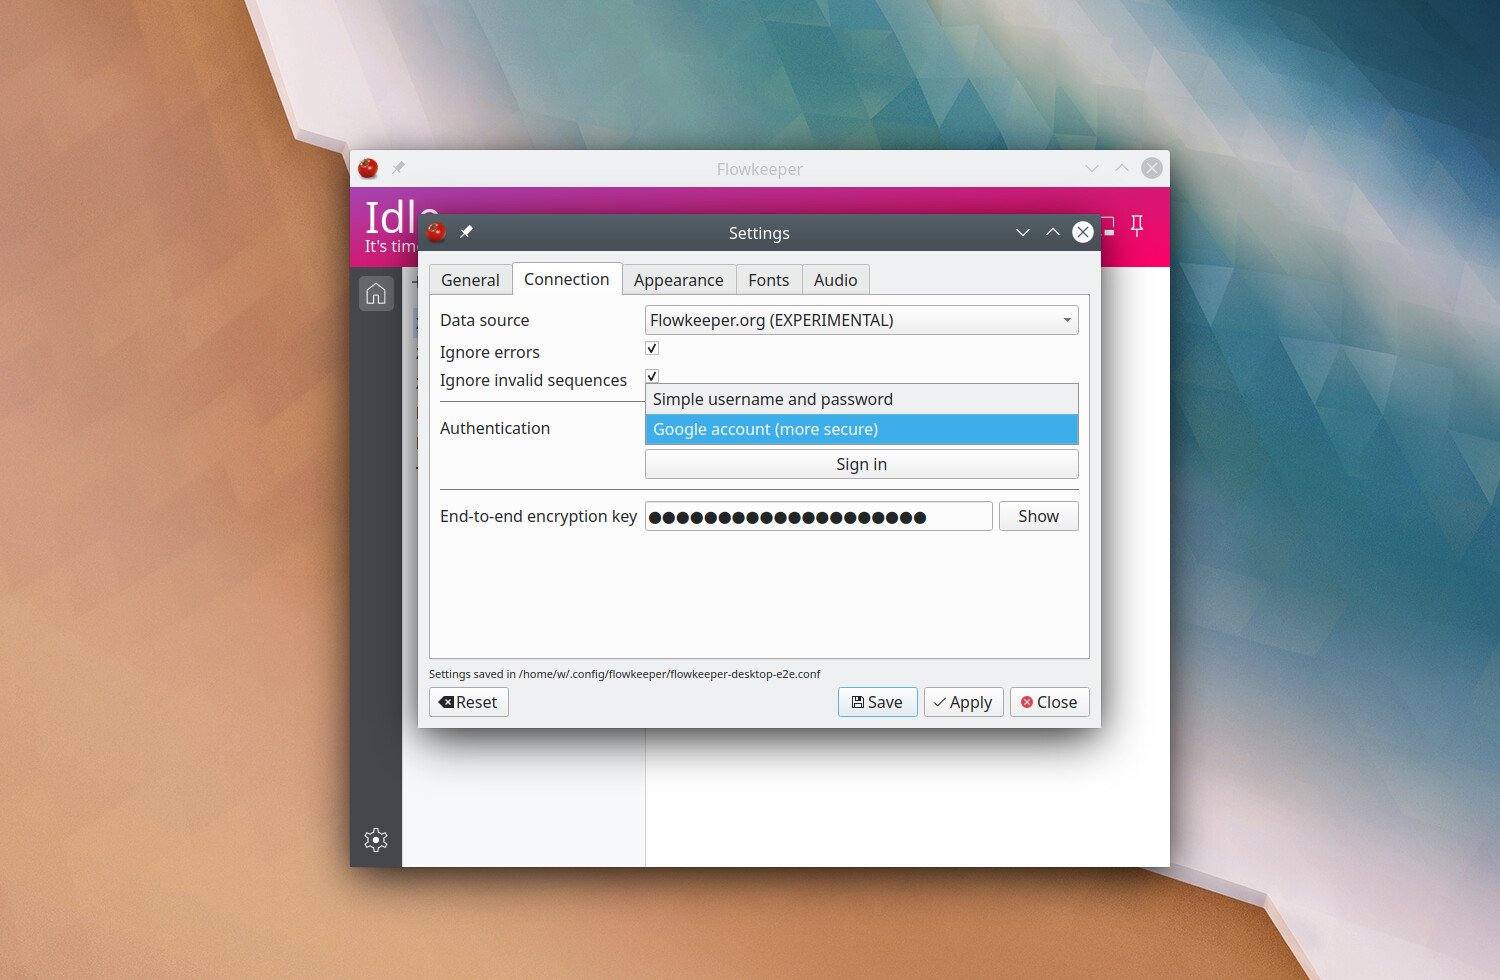 Flowkeeper
Idle
It's tim
Settings
General Connection Appearance Fonts Audio
Data source Flowkeeper.org (EXPERIMENTAL)
Ignore errors
Ignore invalid sequences
Simple username and password
Authentication Google account (more secure)
Sign in
End-to-end encryption key Show
Settings saved in /home/w/.config/flowkeeper/flowkeeper-desktop-e2e.conf
Reset Save Apply Close